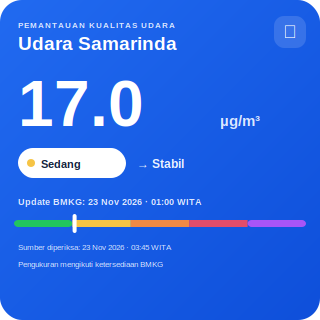 PEMANTAUAN KUALITAS UDARA
Udara Samarinda
17.0
µg/m³
Sedang
→ Stabil
Update BMKG: 23 Nov 2026 · 01:00 WITA
Sumber diperiksa: 23 Nov 2026 · 03:45 WITA
Pengukuran mengikuti ketersediaan BMKG